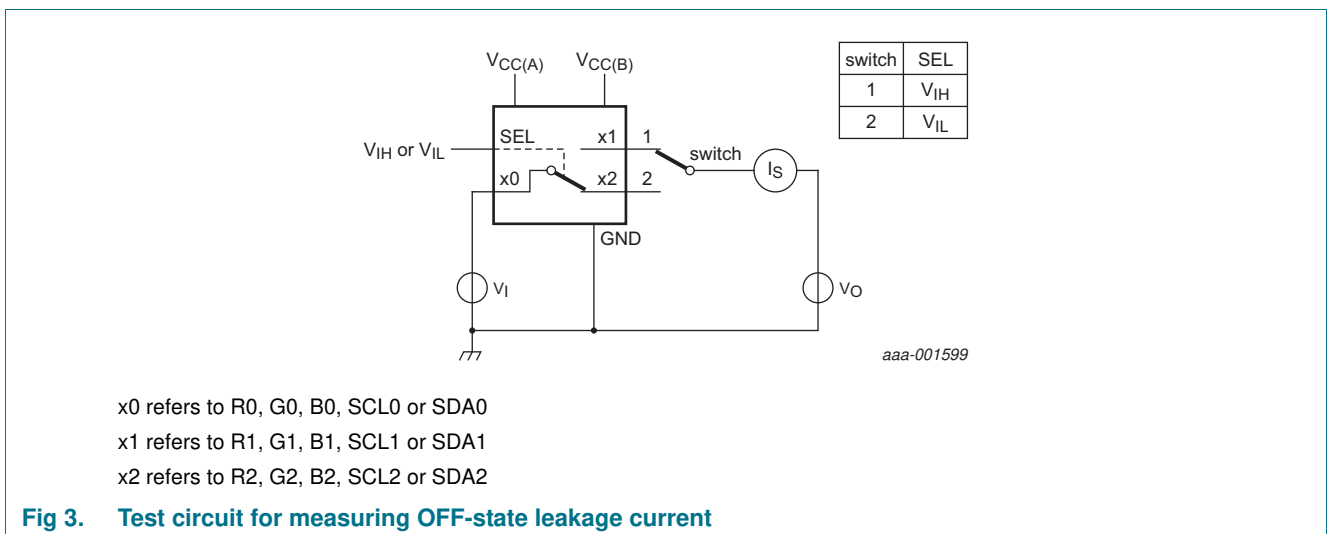 VCC(A) VCC(B)
switch SEL
1 VIH
2 VIL
VIH or VIL
SEL x1 1
switch
IS
x0 x2 2
GND
VI
VO
aaa-001599
x0 refers to R0, G0, B0, SCL0 or SDA0
x1 refers to R1, G1, B1, SCL1 or SDA1
x2 refers to R2, G2, B2, SCL2 or SDA2
Fig 3. Test circuit for measuring OFF-state leakage current